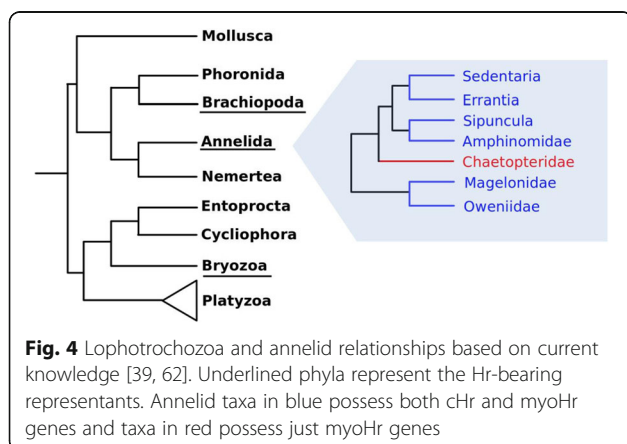 Mollusca
Phoronida
Brachiopoda
Annelida
Nemertea
Entoprocta
Cycliophora
Bryozoa
Platyzoa
Sedentaria
Errantia
Sipuncula
Amphinomidae
Chaetopteridae
Magelonidae
Oweniidae
Fig. 4 Lophotrochozoa and annelid relationships based on current
knowledge [39, 62]. Underlined phyla represent the Hr-bearing
representants. Annelid taxa in blue possess both cHr and myoHr
genes and taxa in red possess just myoHr genes